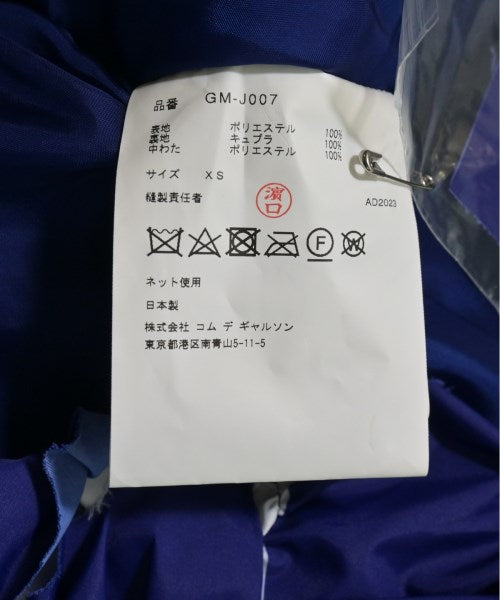 品番 GM-J007
表地 ポリエステル 100%
裏地 キュプラ 100%
中わた ポリエステル 100%
サイズ XS
縫製責任者 濱口 AD2023
F W
ネット使用
日本製
株式会社 コム デ ギャルソン
東京都港区南青山5-11-5